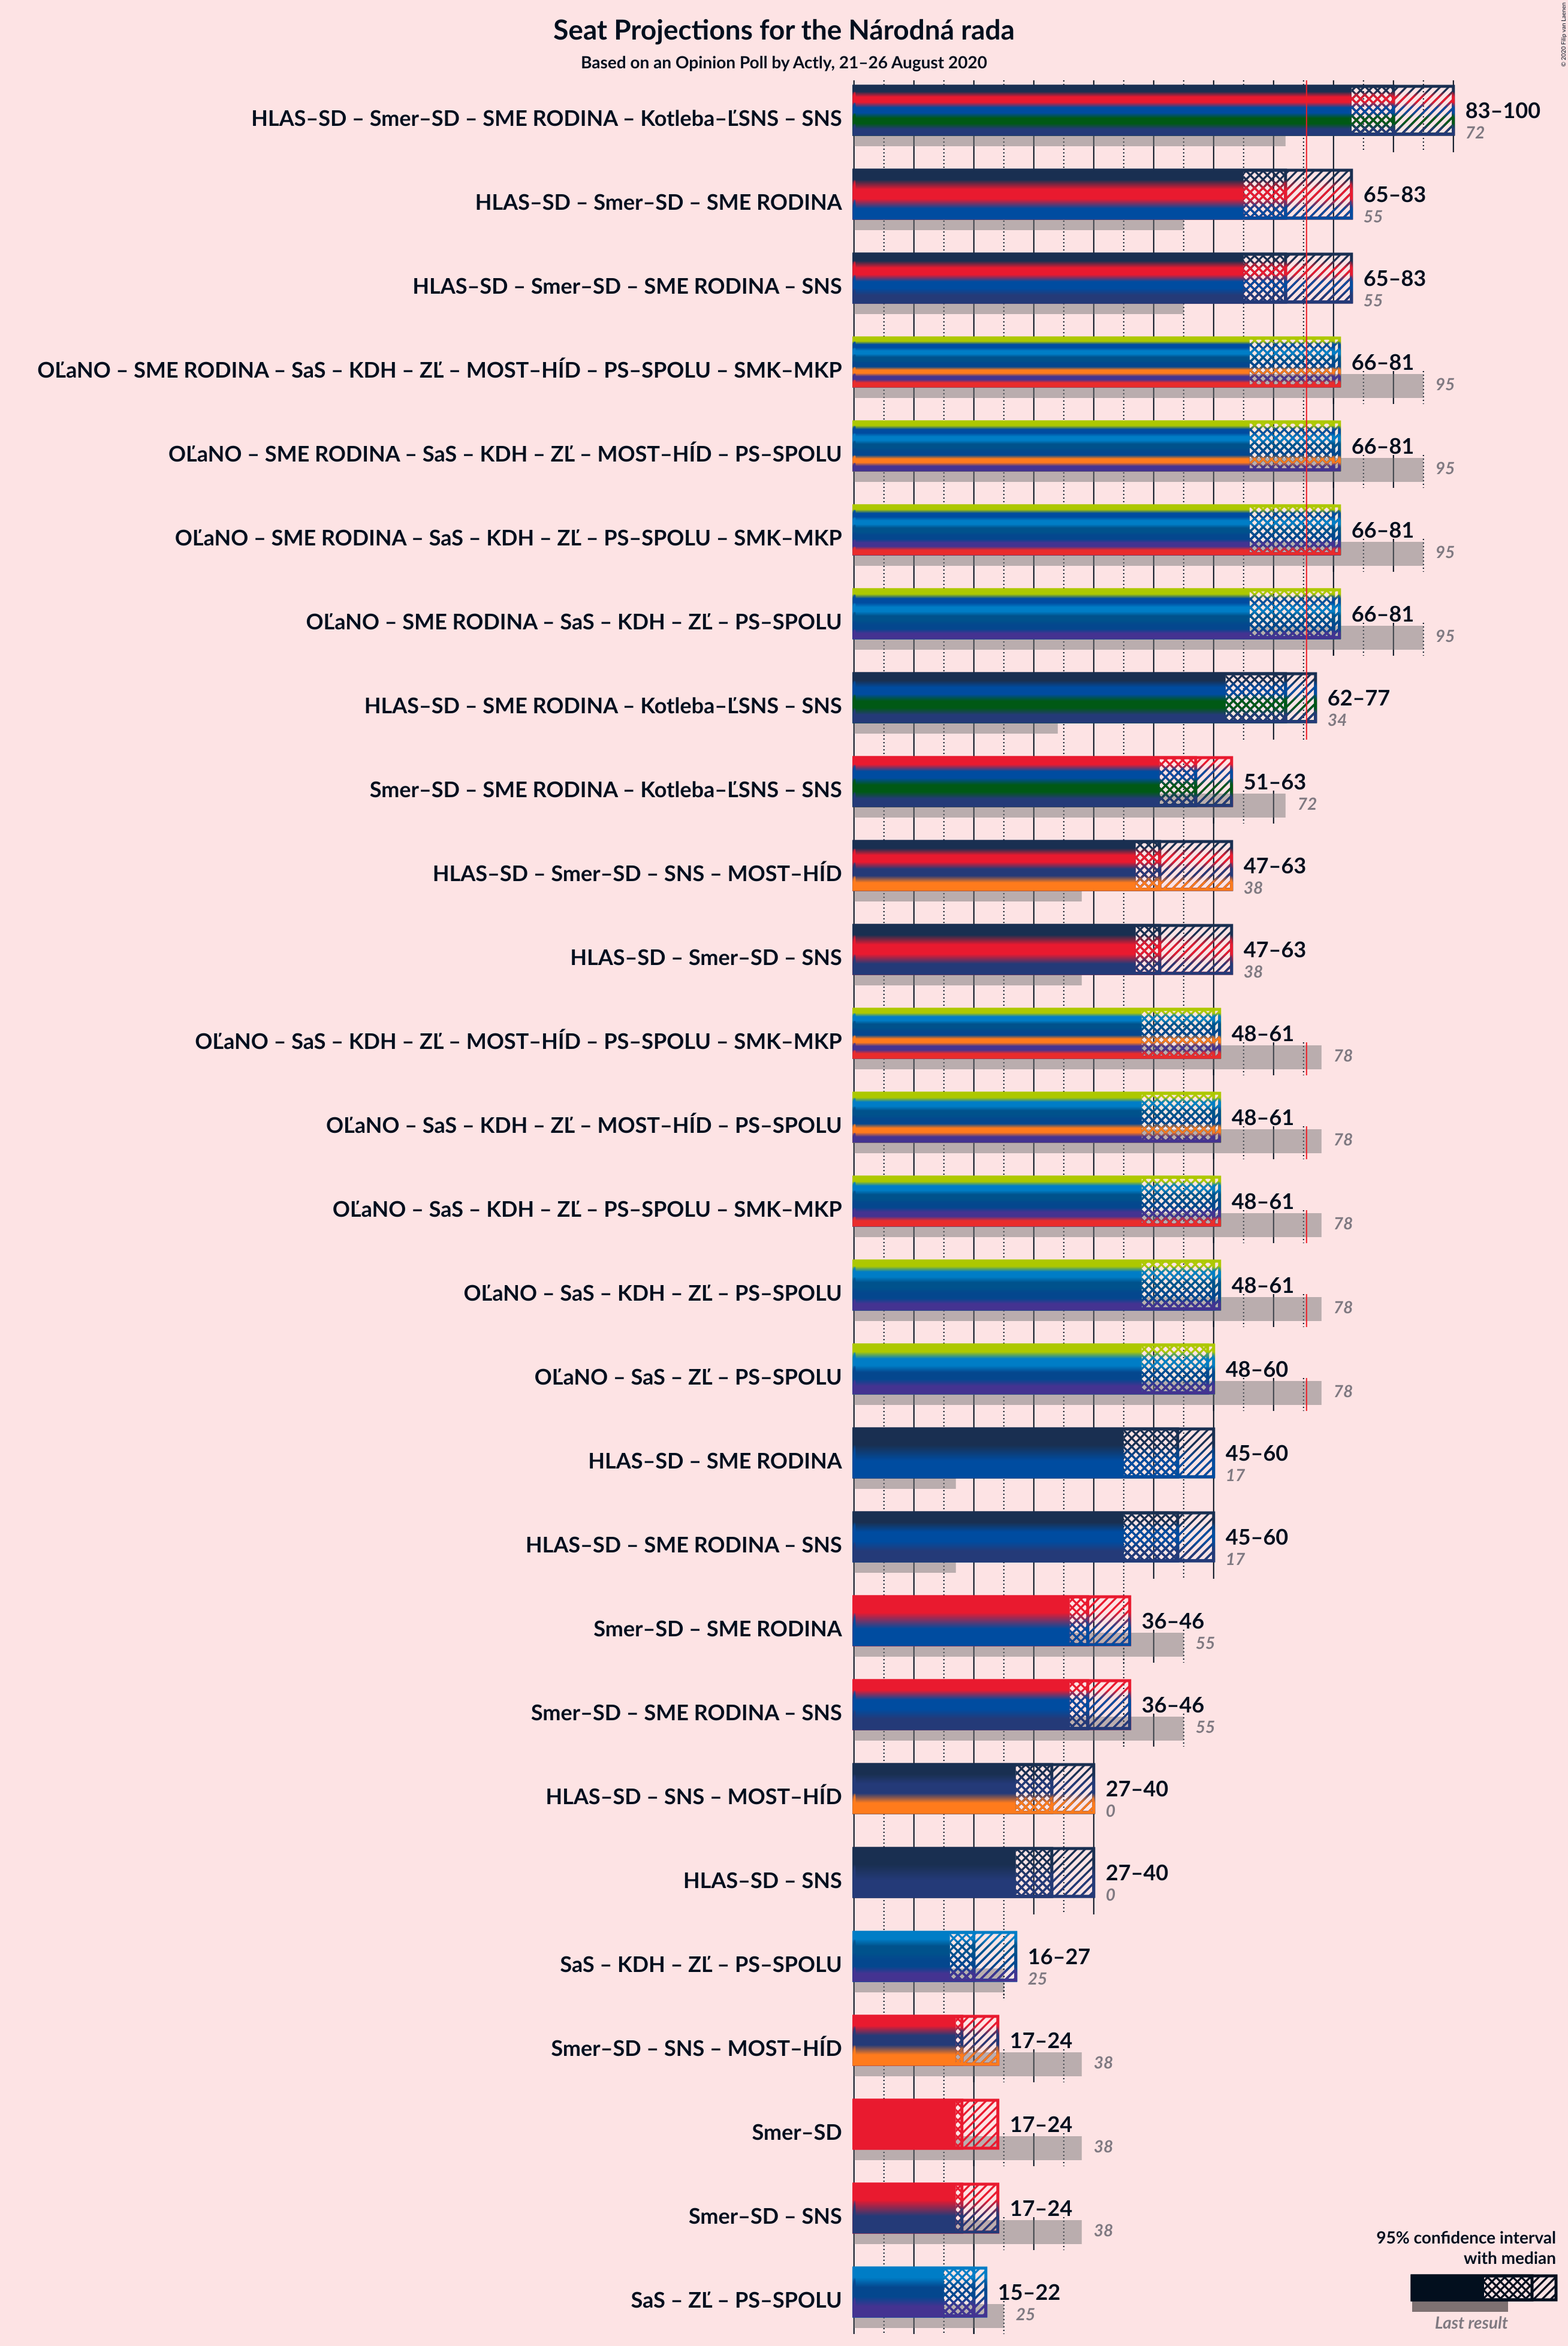 Seat Projections for the Národná rada
Based on an Opinion Poll by Actly, 21–26 August 2020
© 2020 Filip van Laenen
HLAS–SD – Smer–SD – SME RODINA – Kotleba–ĽSNS – SNS
83–100
72
HLAS–SD – Smer–SD – SME RODINA
65–83
55
HLAS–SD – Smer–SD – SME RODINA – SNS
65–83
55
OĽaNO – SME RODINA – SaS – KDH – ZĽ – MOST–HÍD – PS–SPOLU – SMK–MKP
66–81
95
OĽaNO – SME RODINA – SaS – KDH – ZĽ – MOST–HÍD – PS–SPOLU
66–81
95
OĽaNO – SME RODINA – SaS – KDH – ZĽ – PS–SPOLU – SMK–MKP
66–81
95
OĽaNO – SME RODINA – SaS – KDH – ZĽ – PS–SPOLU
66–81
95
HLAS–SD – SME RODINA – Kotleba–ĽSNS – SNS
62–77
34
Smer–SD – SME RODINA – Kotleba–ĽSNS – SNS
51–63
72
HLAS–SD – Smer–SD – SNS – MOST–HÍD
47–63
38
HLAS–SD – Smer–SD – SNS
47–63
38
OĽaNO – SaS – KDH – ZĽ – MOST–HÍD – PS–SPOLU – SMK–MKP
48–61
78
OĽaNO – SaS – KDH – ZĽ – MOST–HÍD – PS–SPOLU
48–61
78
OĽaNO – SaS – KDH – ZĽ – PS–SPOLU – SMK–MKP
48–61
78
OĽaNO – SaS – KDH – ZĽ – PS–SPOLU
48–61
78
OĽaNO – SaS – ZĽ – PS–SPOLU
48–60
78
HLAS–SD – SME RODINA
45–60
17
HLAS–SD – SME RODINA – SNS
45–60
17
Smer–SD – SME RODINA
36–46
55
Smer–SD – SME RODINA – SNS
36–46
55
HLAS–SD – SNS – MOST–HÍD
27–40
0
HLAS–SD – SNS
27–40
0
SaS – KDH – ZĽ – PS–SPOLU
16–27
25
Smer–SD – SNS – MOST–HÍD
17–24
38
Smer–SD
17–24
38
Smer–SD – SNS
17–24
38
SaS – ZĽ – PS–SPOLU
15–22
25
95% confidence interval
with median
Last result